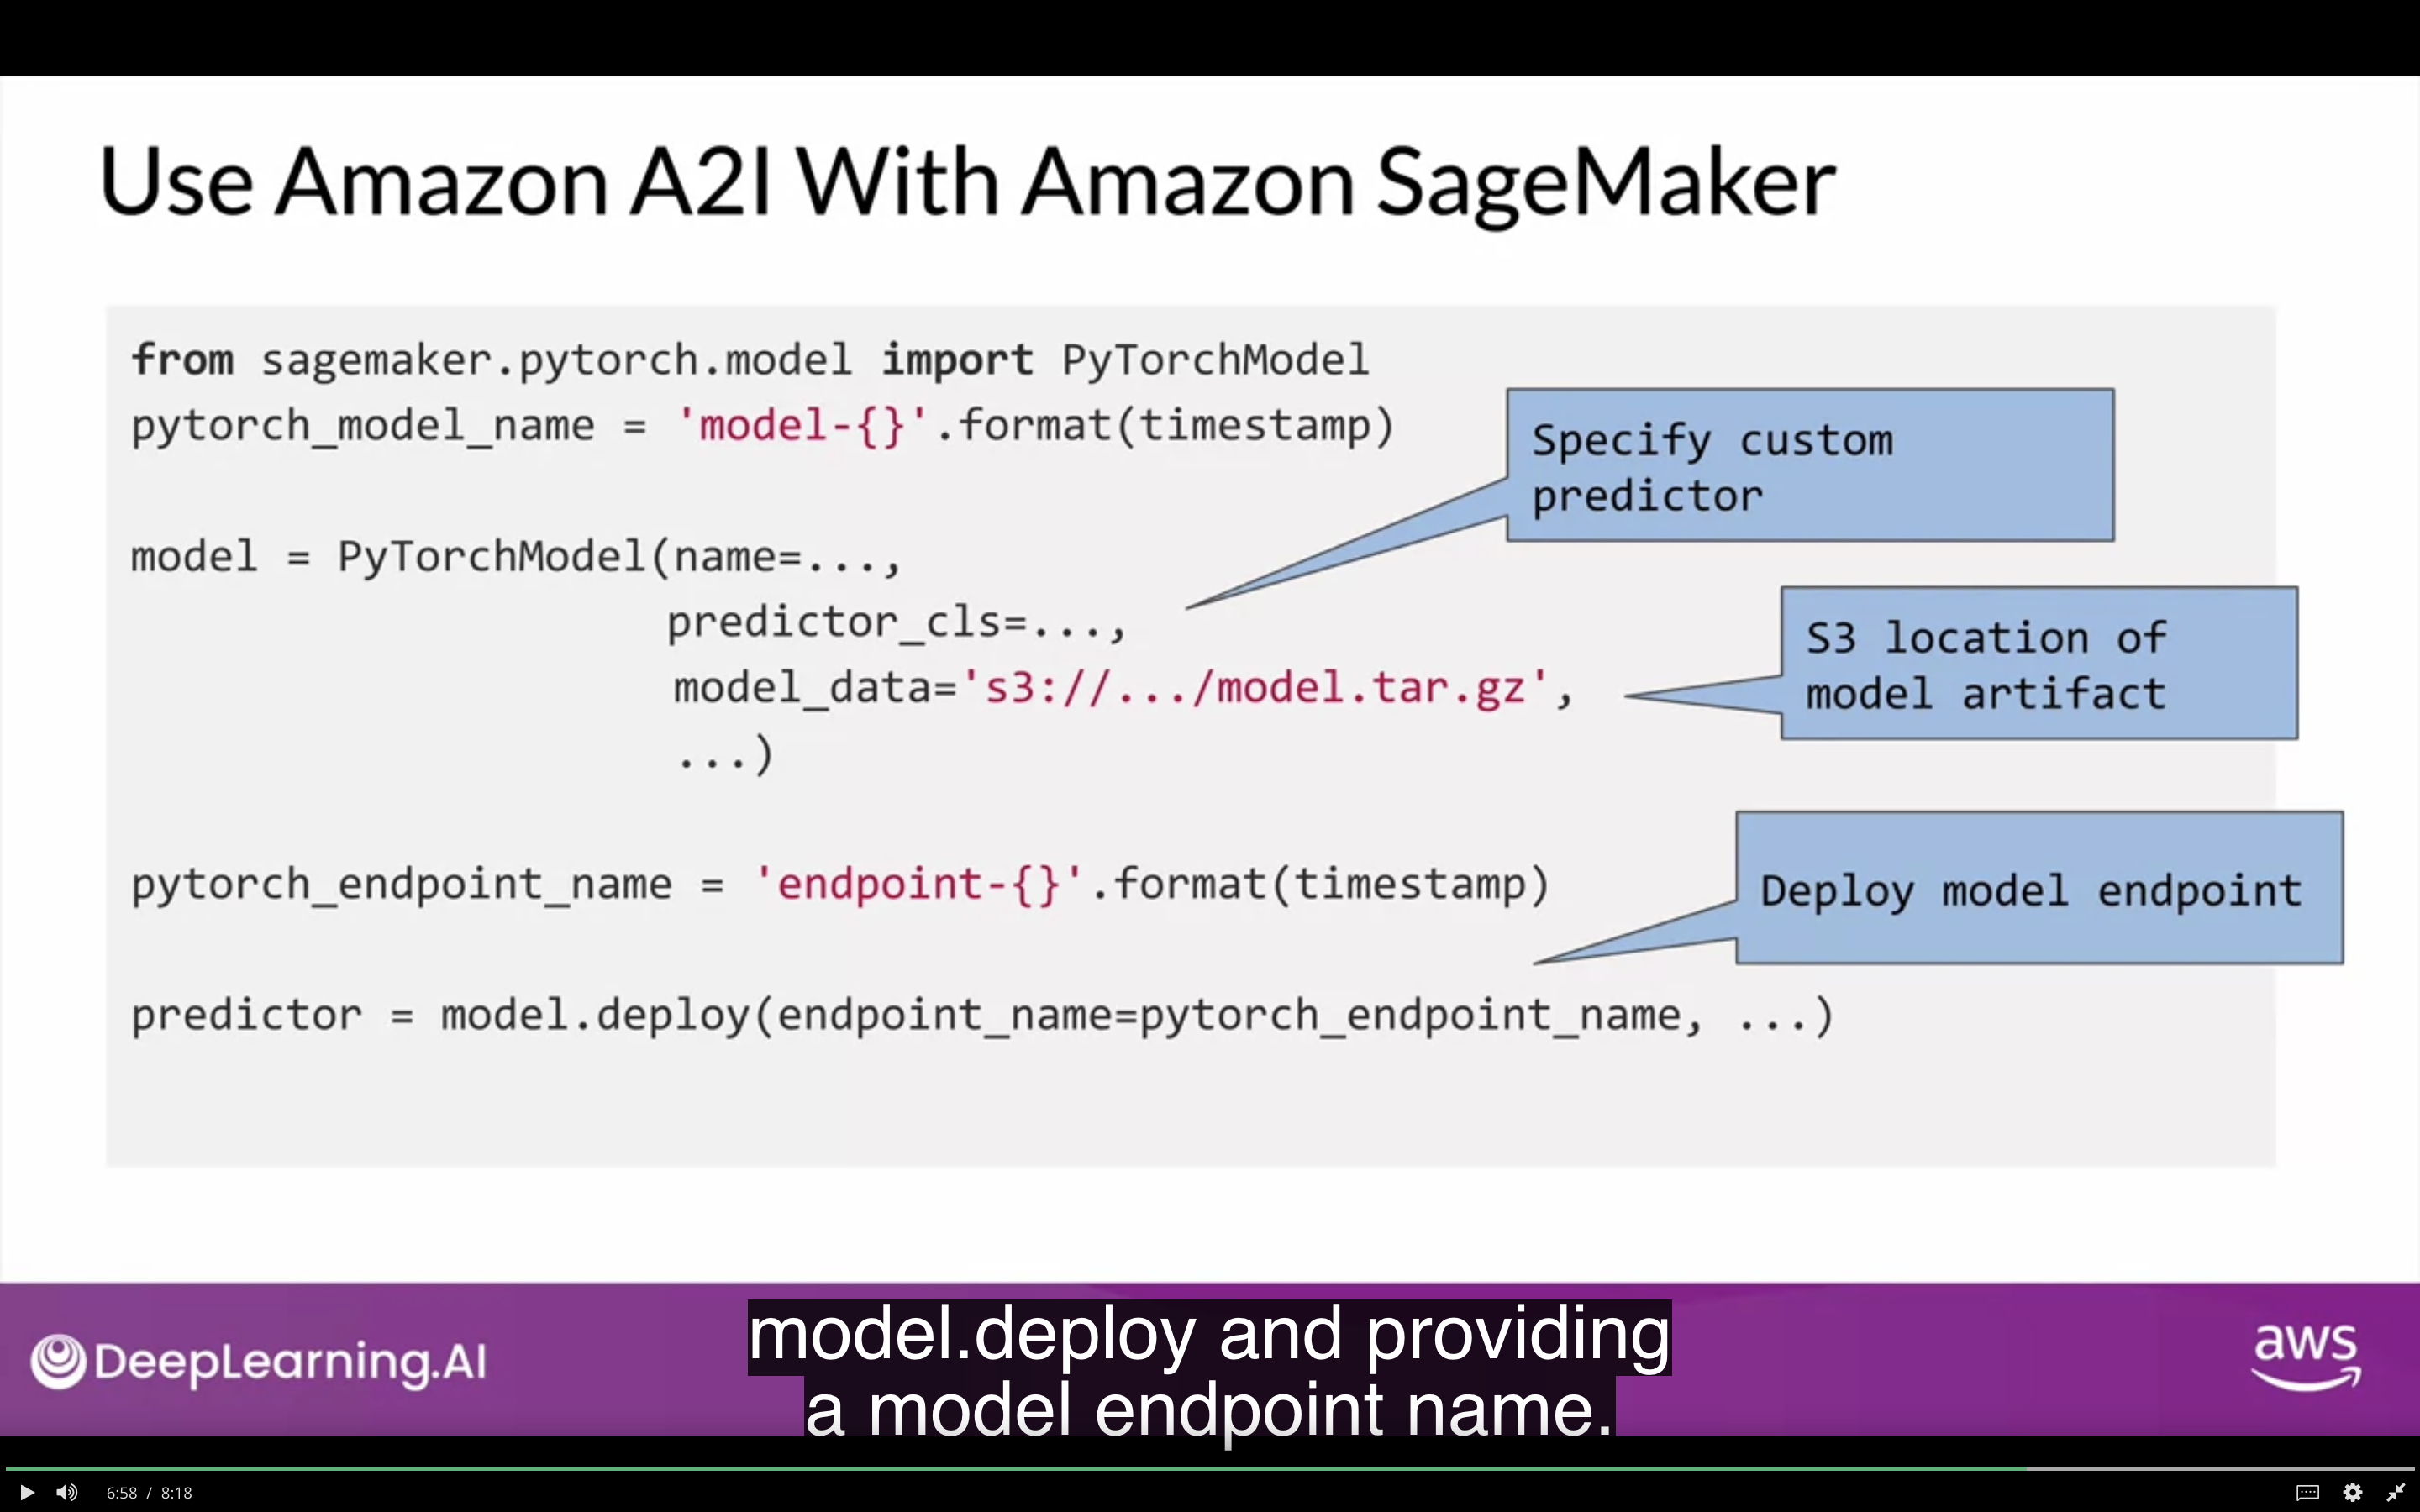 Use Amazon A2I With Amazon SageMaker
from sagemaker.pytorch.model import PyTorchModel
pytorch_model_name = 'model-{}'.format(timestamp)
Specify custom
predictor
model = PyTorchModel(name=...,
predictor_cls=...,
S3 location of
model artifact
model_data='s3://.../model.tar.gz',
...)
pytorch_endpoint_name = 'endpoint-{}'.format(timestamp)
Deploy model endpoint
predictor = model.deploy(endpoint_name=pytorch_endpoint_name, ...)
DeepLearning.AI
model.deploy and providing
a model endpoint name.
aws
6:58 / 8:18